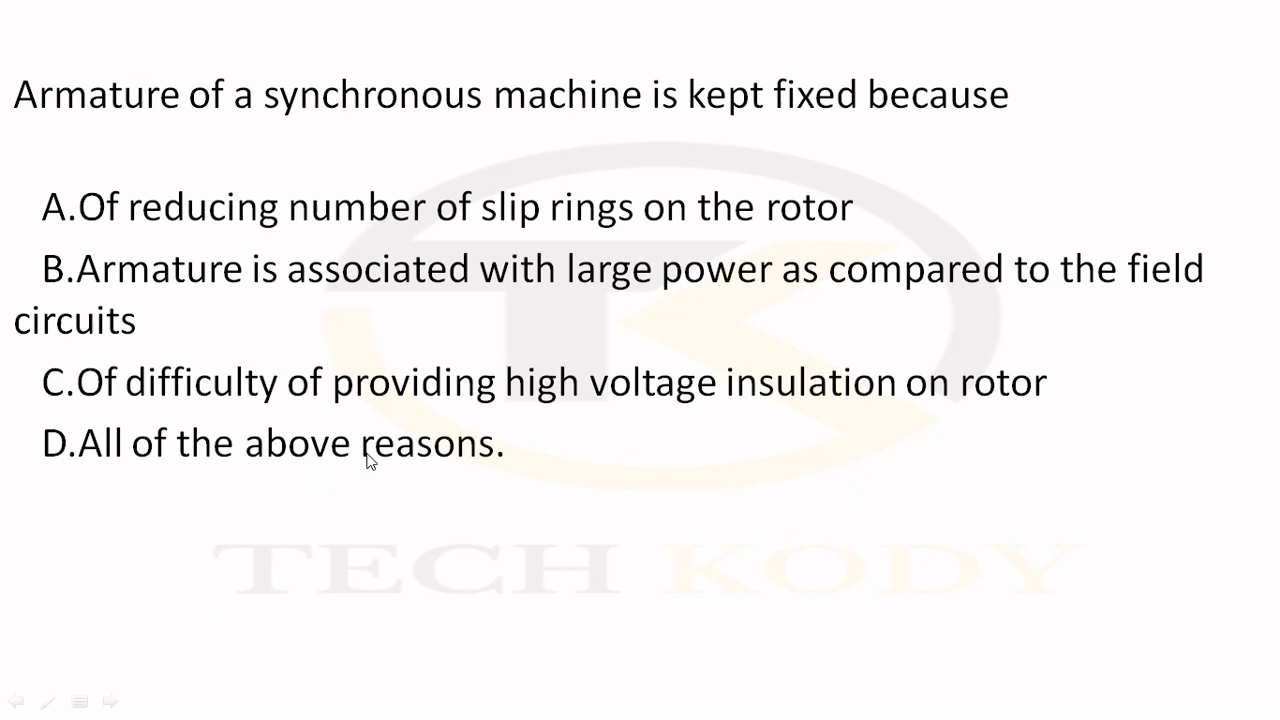 Armature of a synchronous machine is kept fixed because
A.Of reducing number of slip rings on the rotor
B.Armature is associated with large power as compared to the field
circuits
C.Of difficulty of providing high voltage insulation on rotor
D.All of the above reasons.
TECH KODY